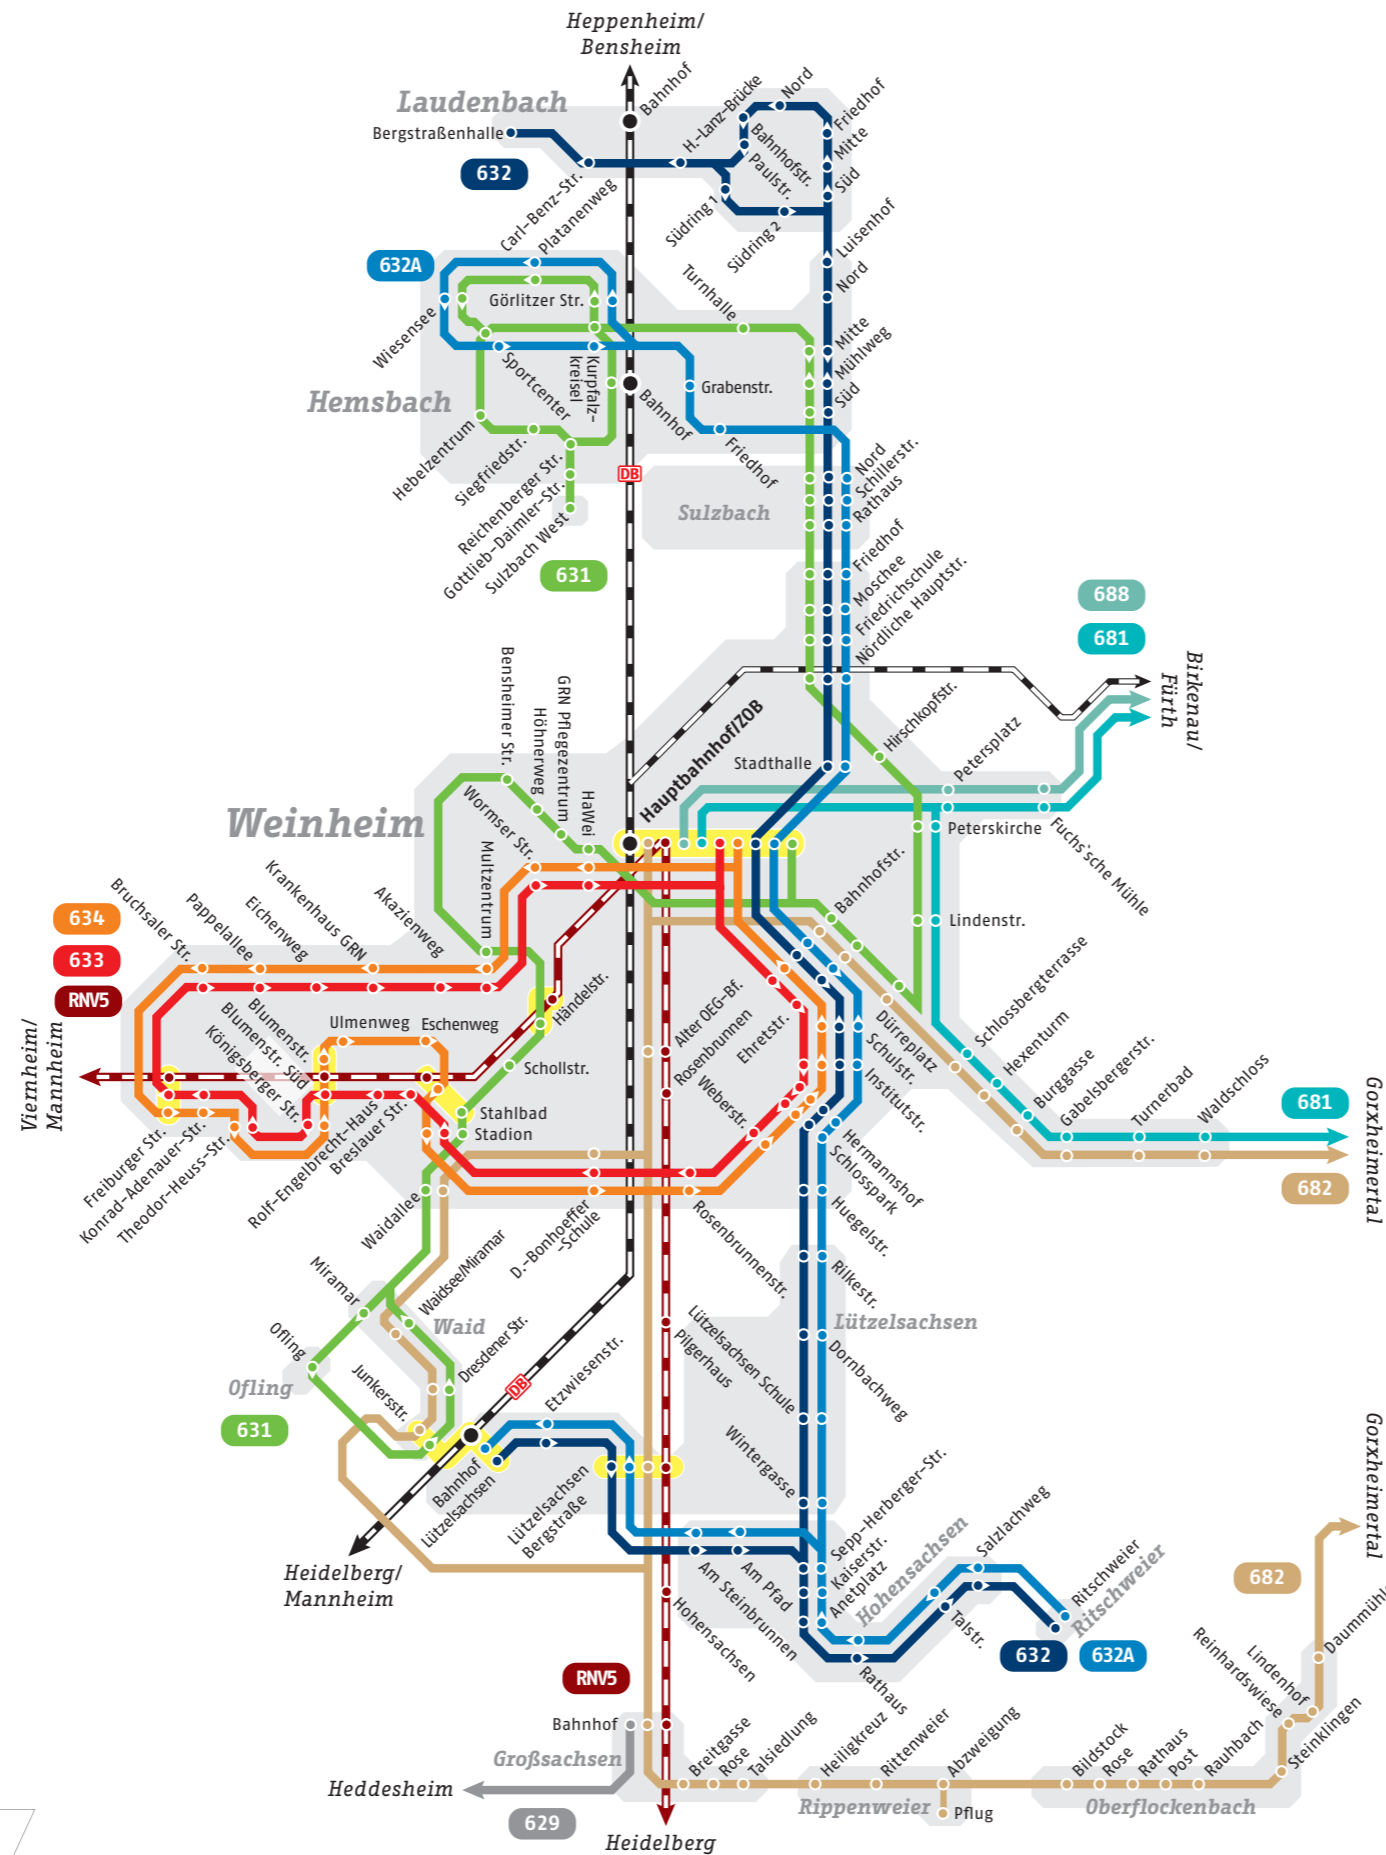 Heppenheim/
Bensheim
Laudenbach
Bahnhof
Bergstraßenhalle
632
Carl-Benz-Str.
Platanenweg
H.-Lanz-Brücke
Bahnhofstr.
Paulstr.
Nord
Friedhof
Mitte
Süd
Südring 1
Südring 2
Luisenhof
Nord
632A
Görlitzer Str.
Turnhalle
Wiesensee
Sportcenter
Kurpfalz-
kreisel
Mitte
Mühlweg
Süd
Grabenstr.
Hemsbach
Bahnhof
Friedhof
Hebelzentrum
Siegfriedstr.
Reichenberger Str.
Gottlieb-Daimler-Str.
Sulzbach West
DB
631
Sulzbach
Nord
Schillerstr.
Rathaus
Friedhof
Moschee
Friedrichschule
Nördliche Hauptstr.
688
681
Birkenau/
Fürth
Bensheimer Str.
Höhnerweg
GRN Pflegezentrum
HaWei
Hauptbahnhof/ZOB
Stadthalle
Hirschkopfstr.
Petersplatz
Peterskirche
Fuchs`sche Mühle
Weinheim
Wormser Str.
Multzentrum
Akazienweg
Krankenhaus GRN
Eichenweg
Pappelallee
Bruchsaler Str.
634
633
RNV5
Viernheim/
Mannheim
Bahnhofstr.
Lindenstr.
Händelstr.
Schollstr.
Stahlbad
Stadion
Ulmenweg
Eschenweg
Blumenstr.
Blumenstr. Süd
Königsberger Str.
Freiburger Str.
Konrad-Adenauer-Str.
Theodor-Heuss-Str.
Rolf-Engelbrecht-Haus
Breslauer Str.
Waidallee
Alter OEG-Bf.
Rosenbrunnen
Ehretstr.
Weberstr.
Dürreplatz
Schulstr.
Institutstr.
Schlossbergterrasse
Hexenturm
Burggasse
Gabelsbergerstr.
Turnerbad
Waldschloss
681
682
Gorxheimertal
Hermannshof
Schlosspark
Huegelstr.
D.-Bonhoeffer
-Schule
Rosenbrunnenstr.
Miramar
Waidsee/Miramar
Waid
Ofling
Ofling
631
Junkersstr.
Dresdener Str.
DB
Etzwiesenstr.
Pilgerhaus
Rilkestr.
Lützelsachsen
Dornbachweg
Lützelsachsen Schule
Wintergasse
Bahnhof
Lützelsachsen
Lützelsachsen
Bergstraße
Heidelberg/
Mannheim
Sepp-Herberger-Str.
Kaiserstr.
Anetplatz
Am Steinbrunnen
Am Pfad
Hohensachsen
Hohensachsen
Salzlachweg
Talstr.
Rathaus
Ritschweier
Ritschweier
632
632A
RNV5
Gorxheimertal
682
Daummühl
Lindenhof
Reinhardswiese
Steinklingen
Bahnhof
Großsachsen
Heddesheim
629
Heidelberg
Breitgasse
Rose
Talsiedlung
Heiligkreuz
Rittenweier
Abzweigung
Pflug
Rippenweier
Bildstock
Rose
Rathaus
Post
Rauhbach
Oberflockenbach